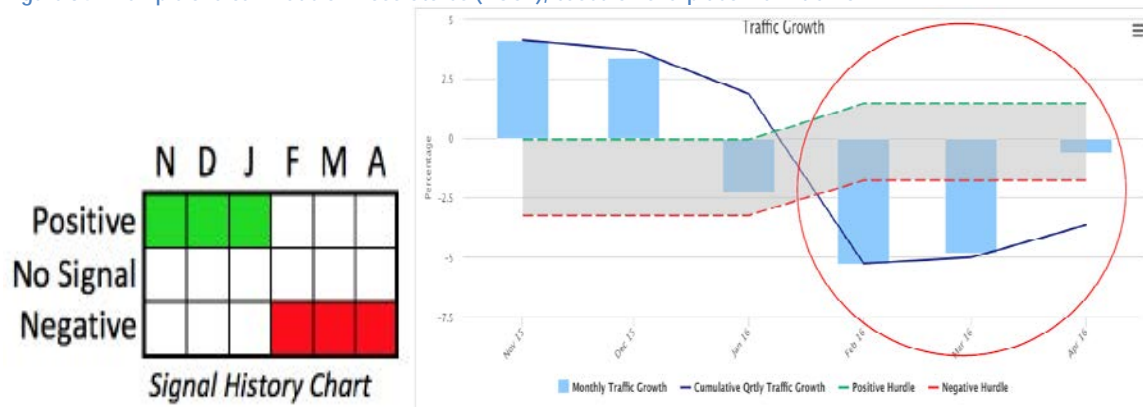 Traffic Growth
5
2.5
0
-2.5
-5
-7.5
Percentage
Nov 15
Dec 15
Jan 16
Feb 16
Mar 16
Apr 16
Monthly Traffic Growth
Cumulative Qrtly Traffic Growth
Positive Hurdle
Negative Hurdle
N D J F M A
Positive
No Signal
Negative
Signal History Chart